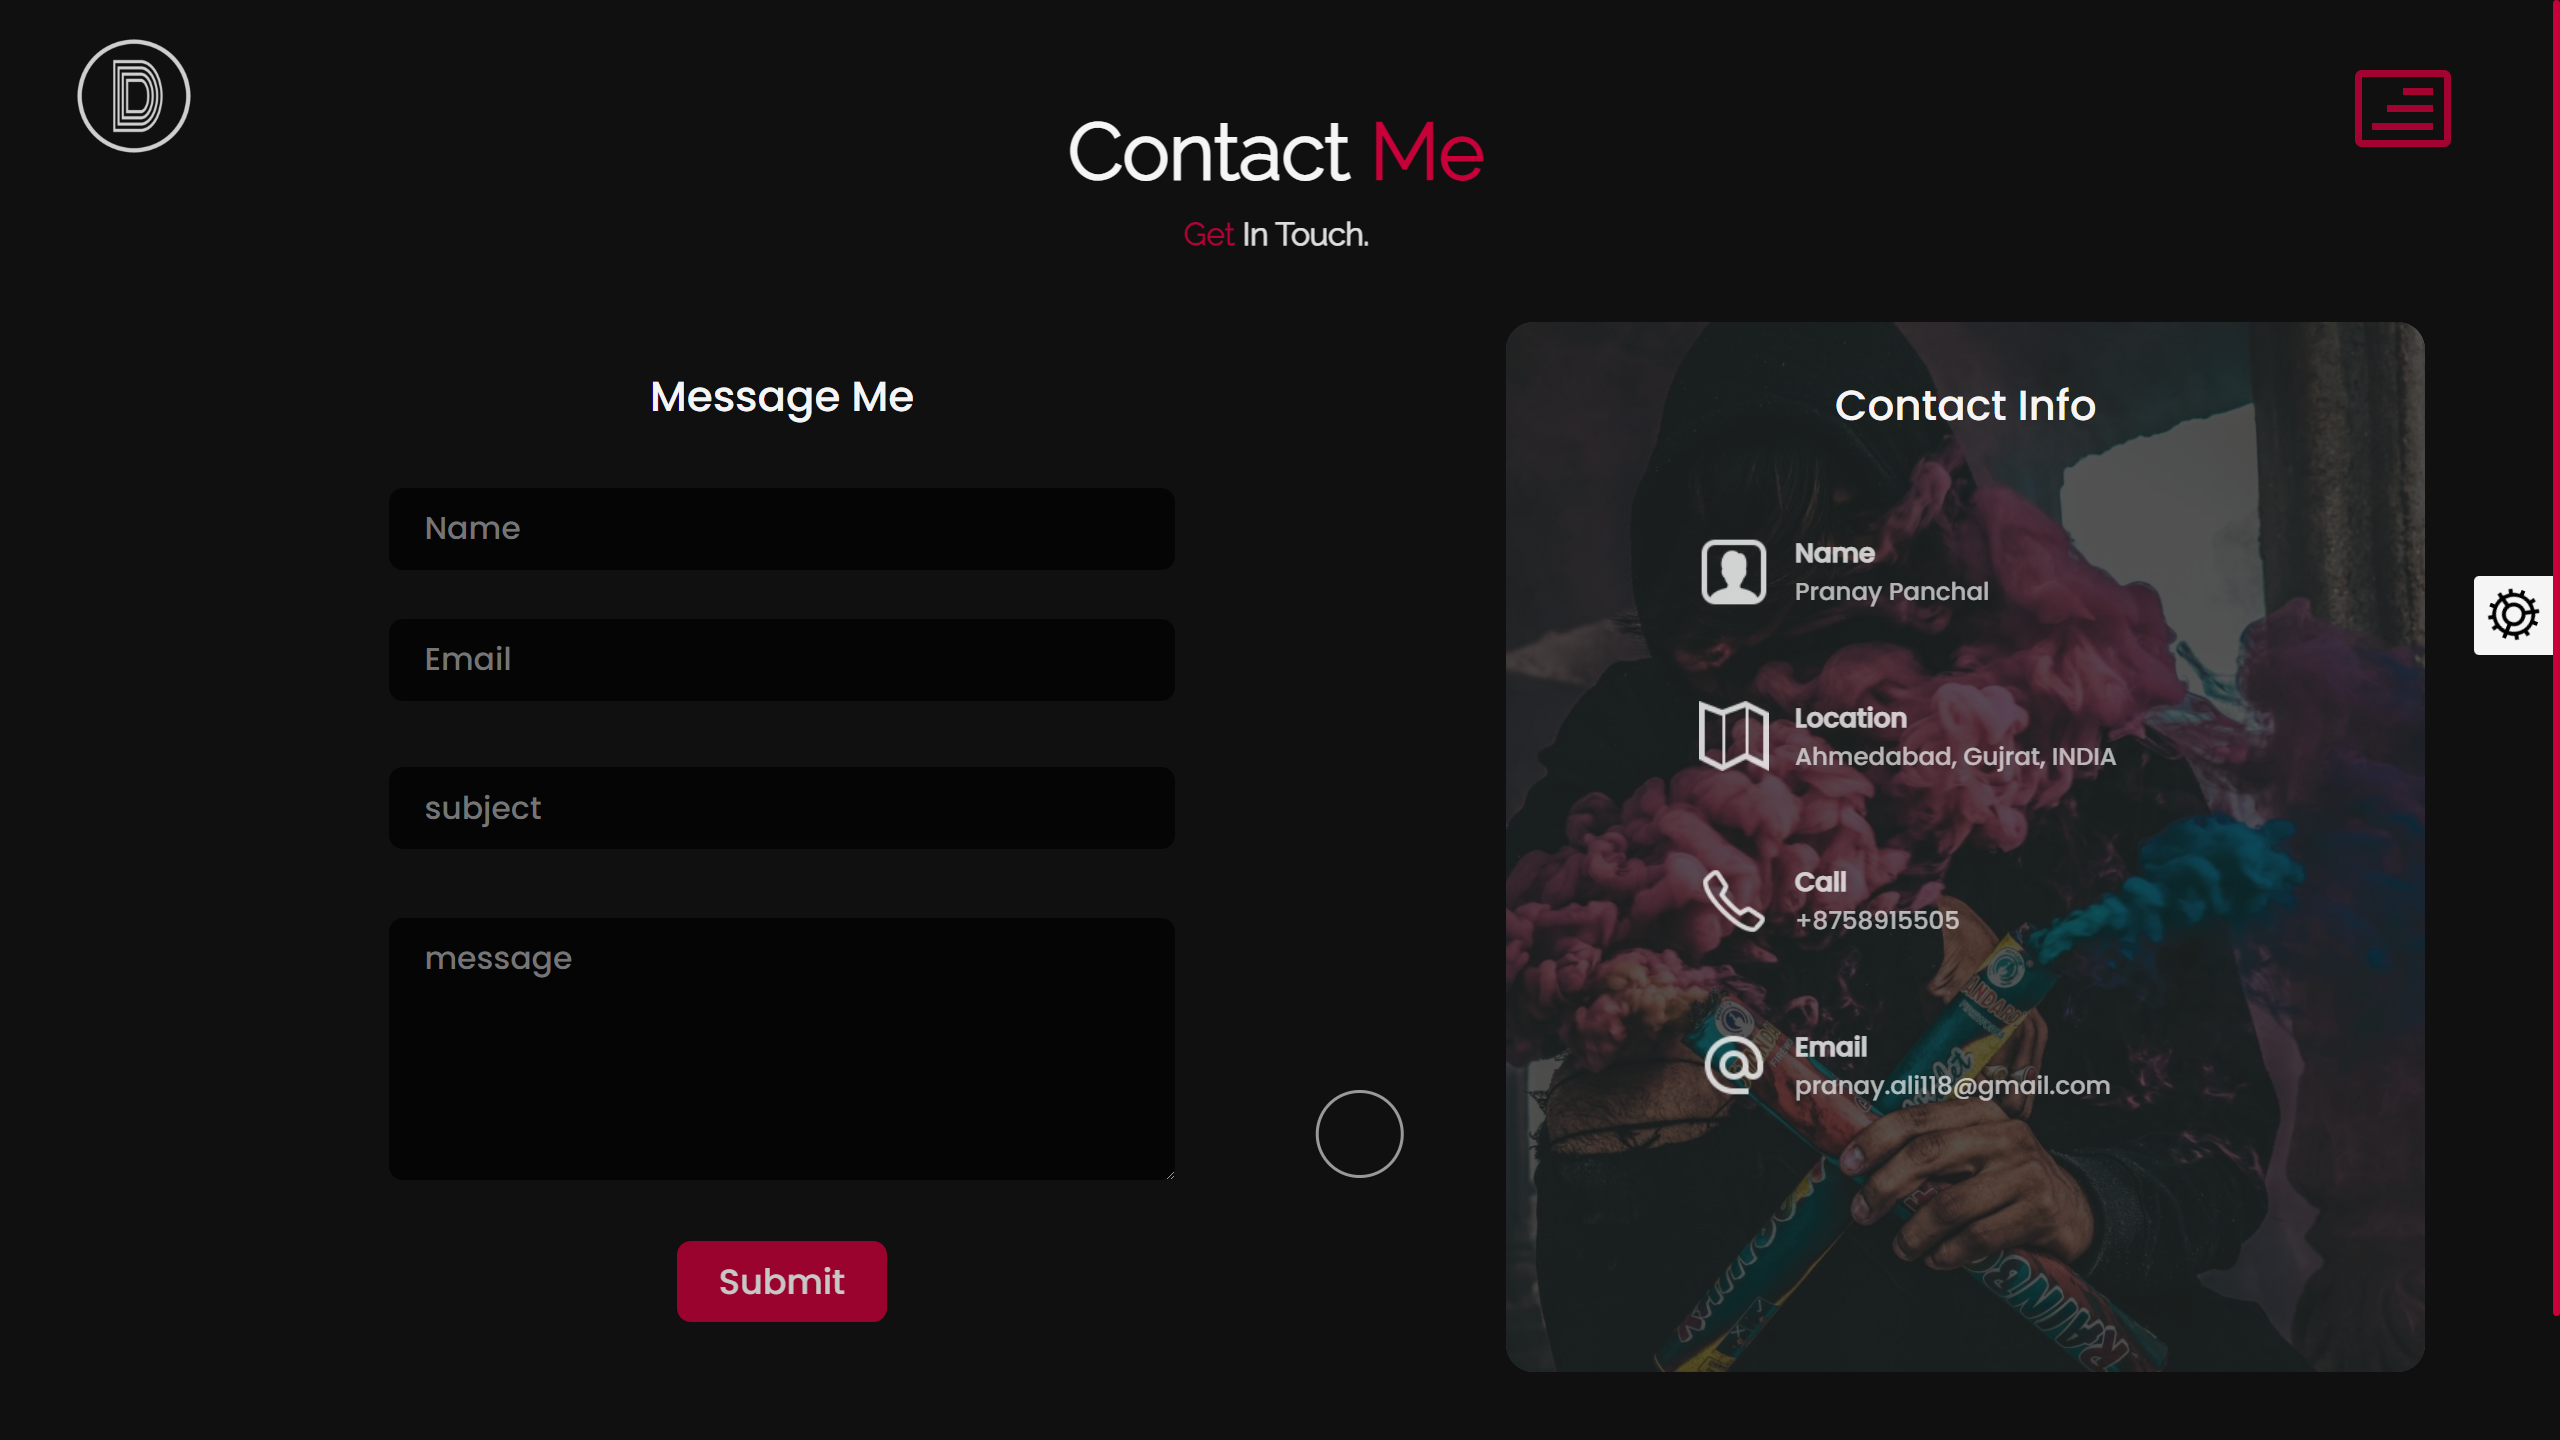 D
Contact Me
Get In Touch.
Message Me
Name
Email
subject
message
Submit
Contact Info
Name
Pranay Panchal
Location
Ahmedabad, Gujrat, INDIA
Call
+8758915505
Email
pranay.ali118@gmail.com